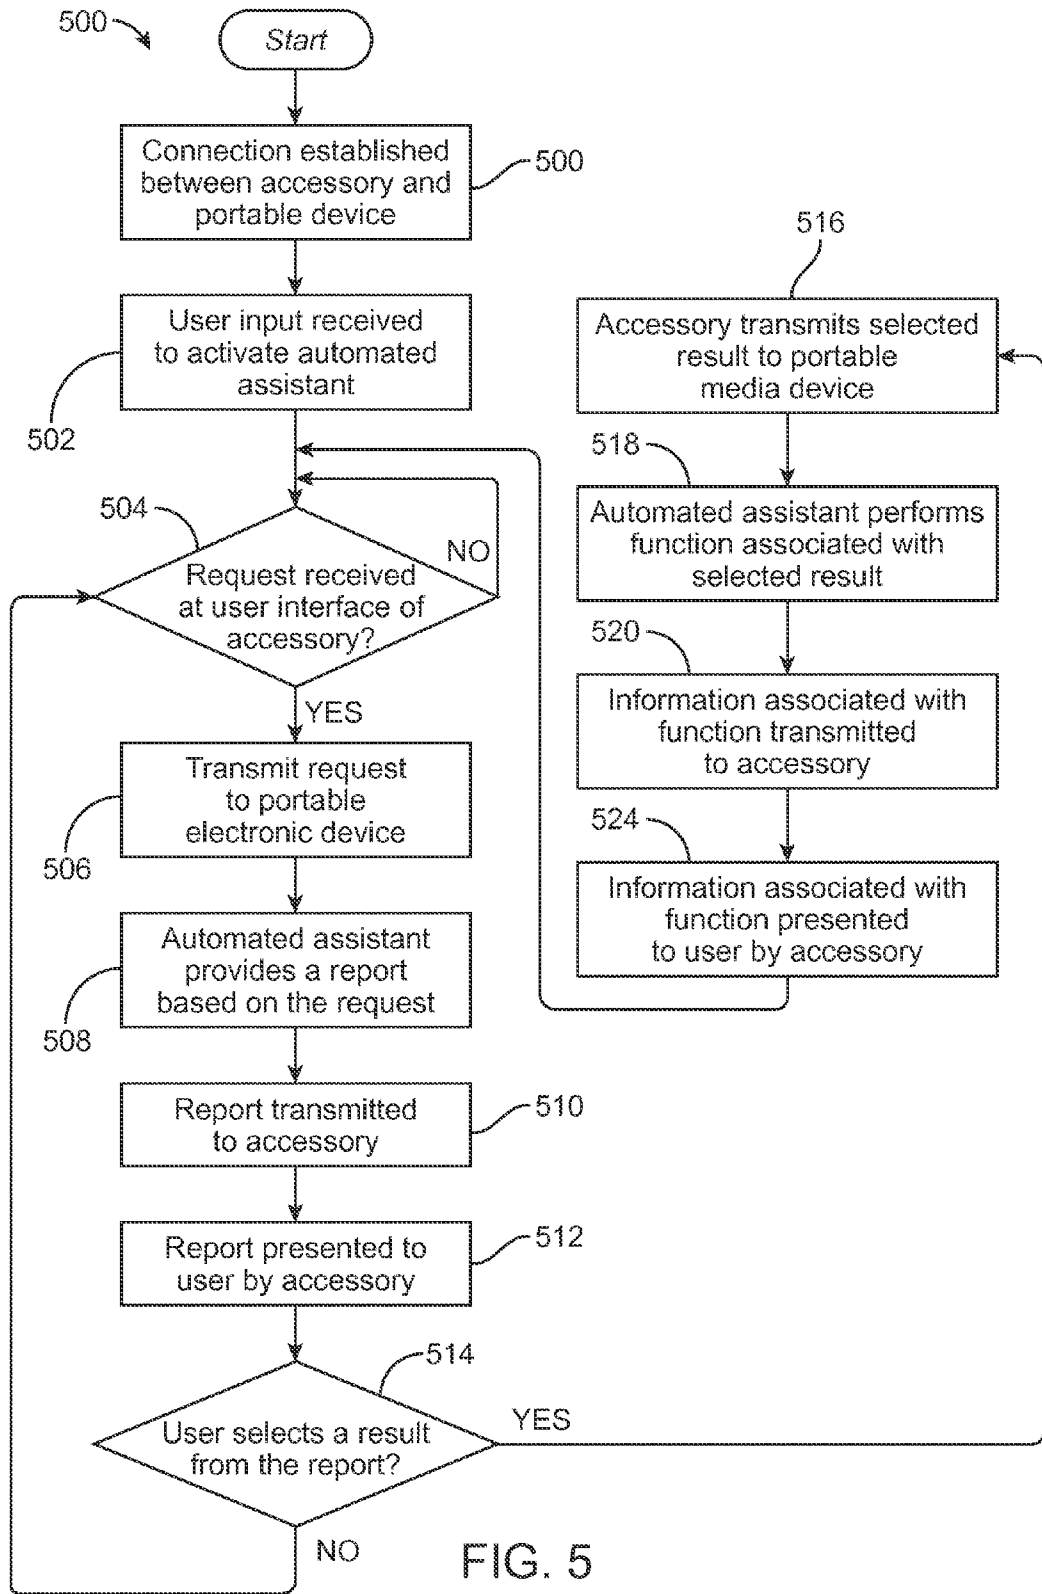 500
Start
Connection established
between accessory and
portable device
500
User input received
to activate automated
assistant
502
504
NO
Request received
at user interface of
accessory?
YES
Transmit request
to portable
electronic device
506
Automated assistant
provides a report
based on the request
508
Report transmitted
to accessory
510
Report presented to
user by accessory
512
514
User selects a result
from the report?
YES
NO
516
Accessory transmits selected
result to portable
media device
518
Automated assistant performs
function associated with
selected result
520
Information associated with
function transmitted
to accessory
524
Information associated with
function presented
to user by accessory
FIG. 5